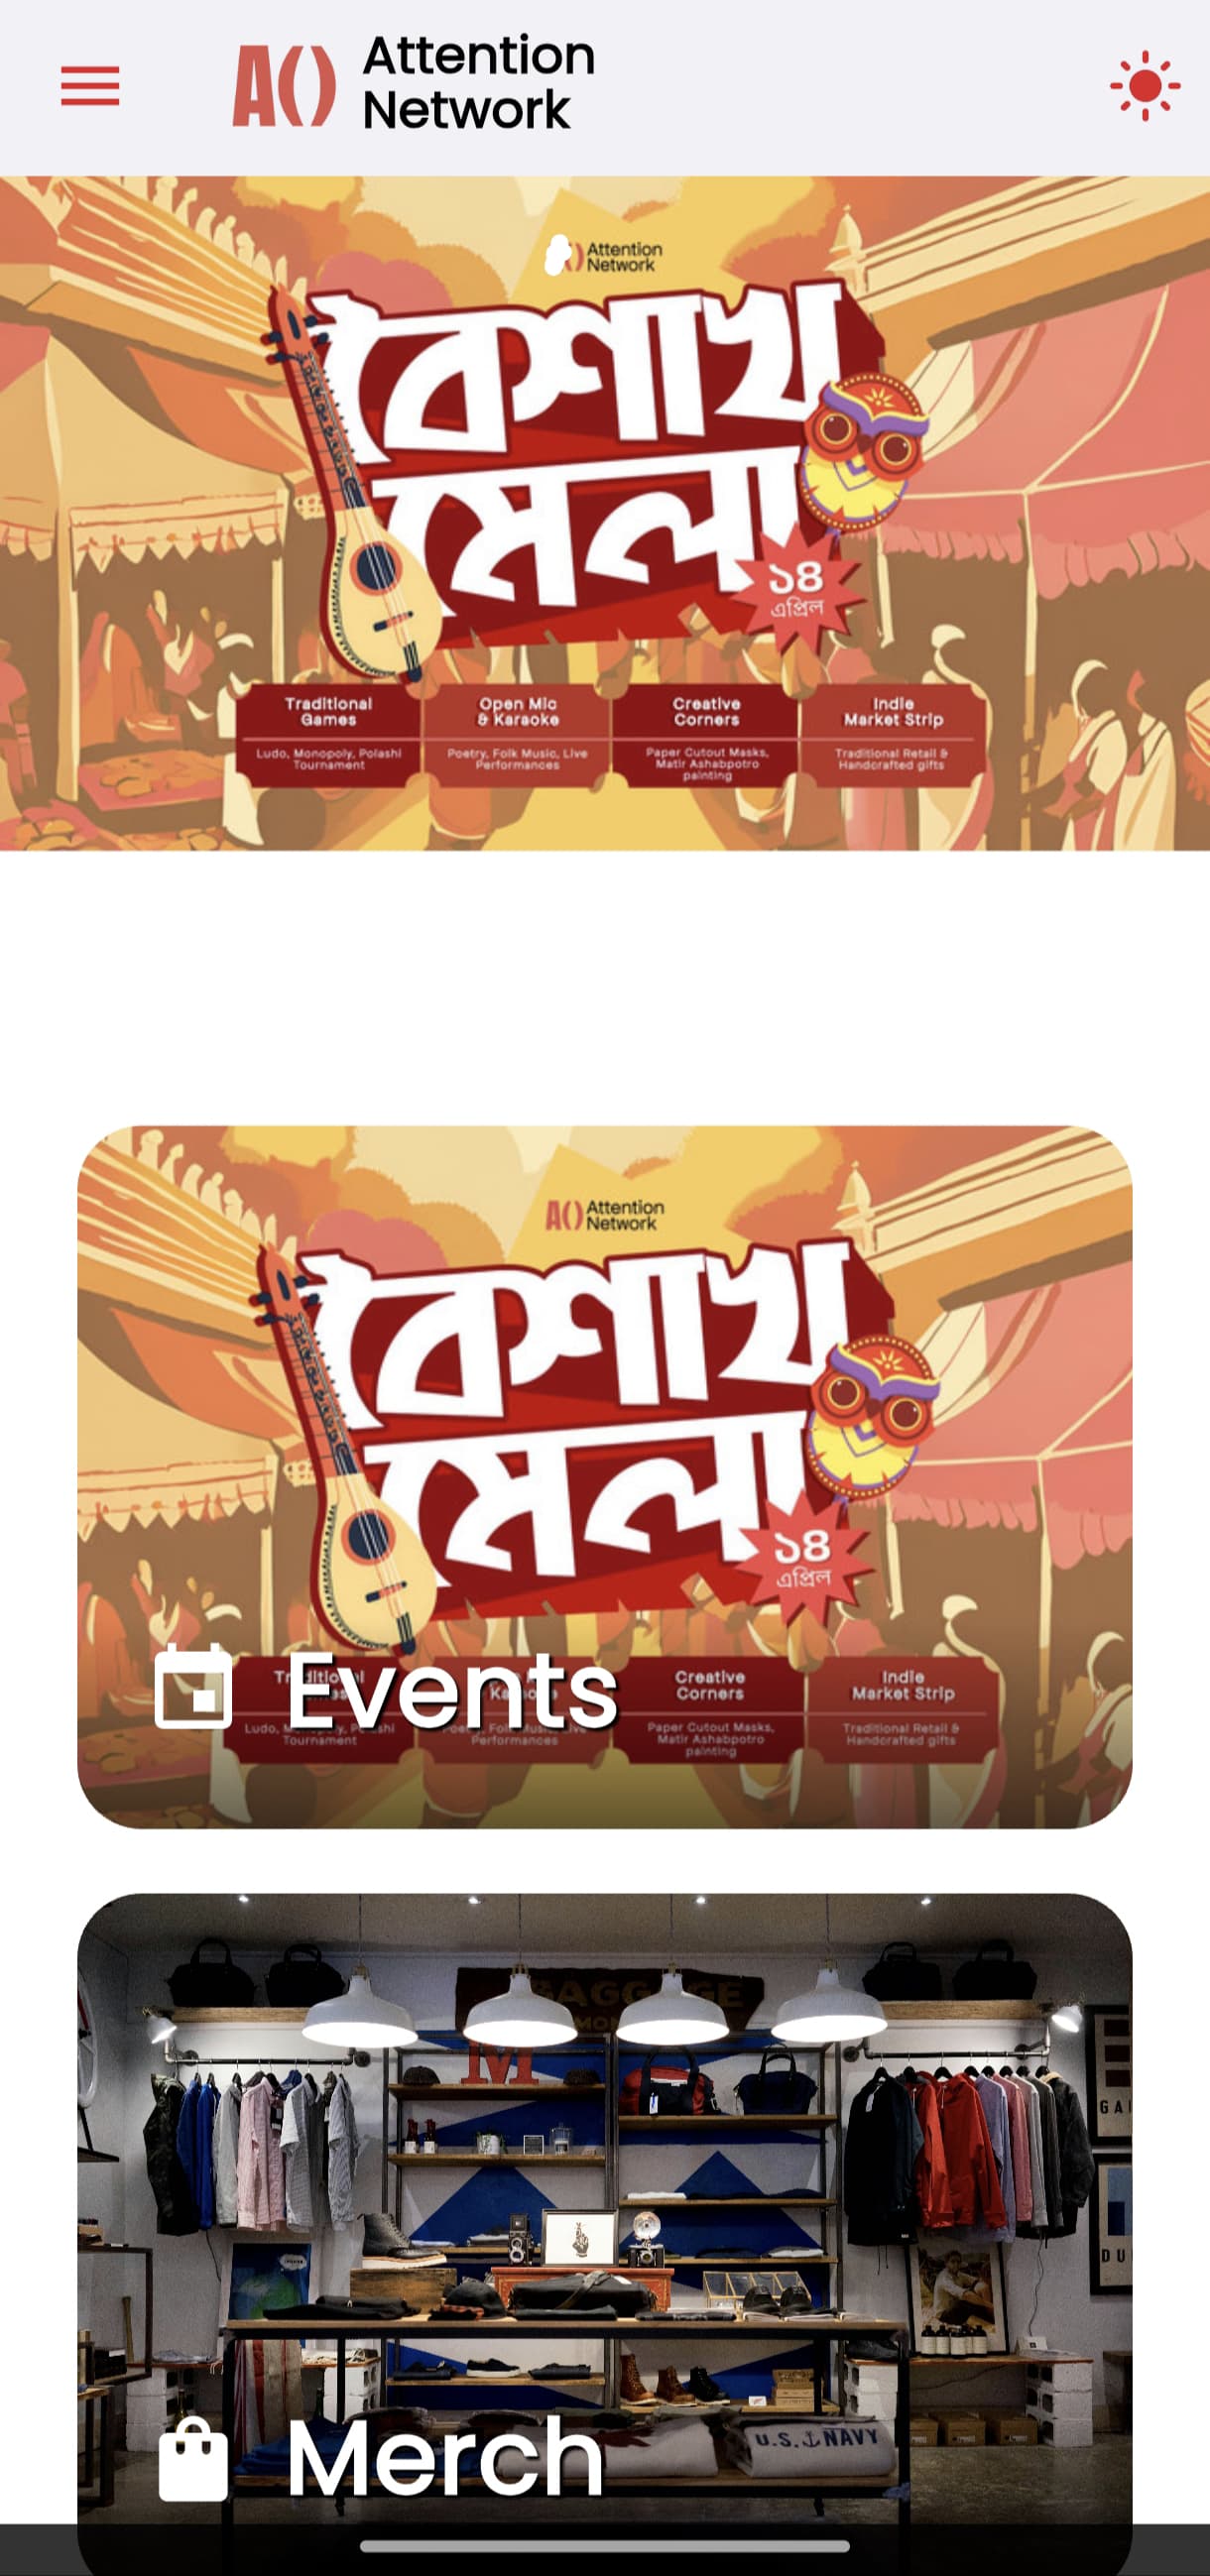 Attention
Network
Attention
Network
বৈশাখ
মেলা
১৪
এপ্রিল
Traditional
Games
Ludo, Monopoly, Polashi
Tournament
Open Mic
& Karaoke
Poetry, Folk Music, Live
Performances
Creative
Corners
Paper Cutout Masks,
Matir Ashabpotro
painting
Indie
Market Strip
Traditional Retail &
Handcrafted gifts
A() Attention
Network
বৈশাখ
মেলা
১৪
এপ্রিল
Events
Tournament
Performances
Creative
Corners
Paper Cutout Masks,
Matir Ashabpotro
painting
Indie
Market Strip
Traditional Retail &
Handcrafted gifts
M
U.S. NAVY
Merch